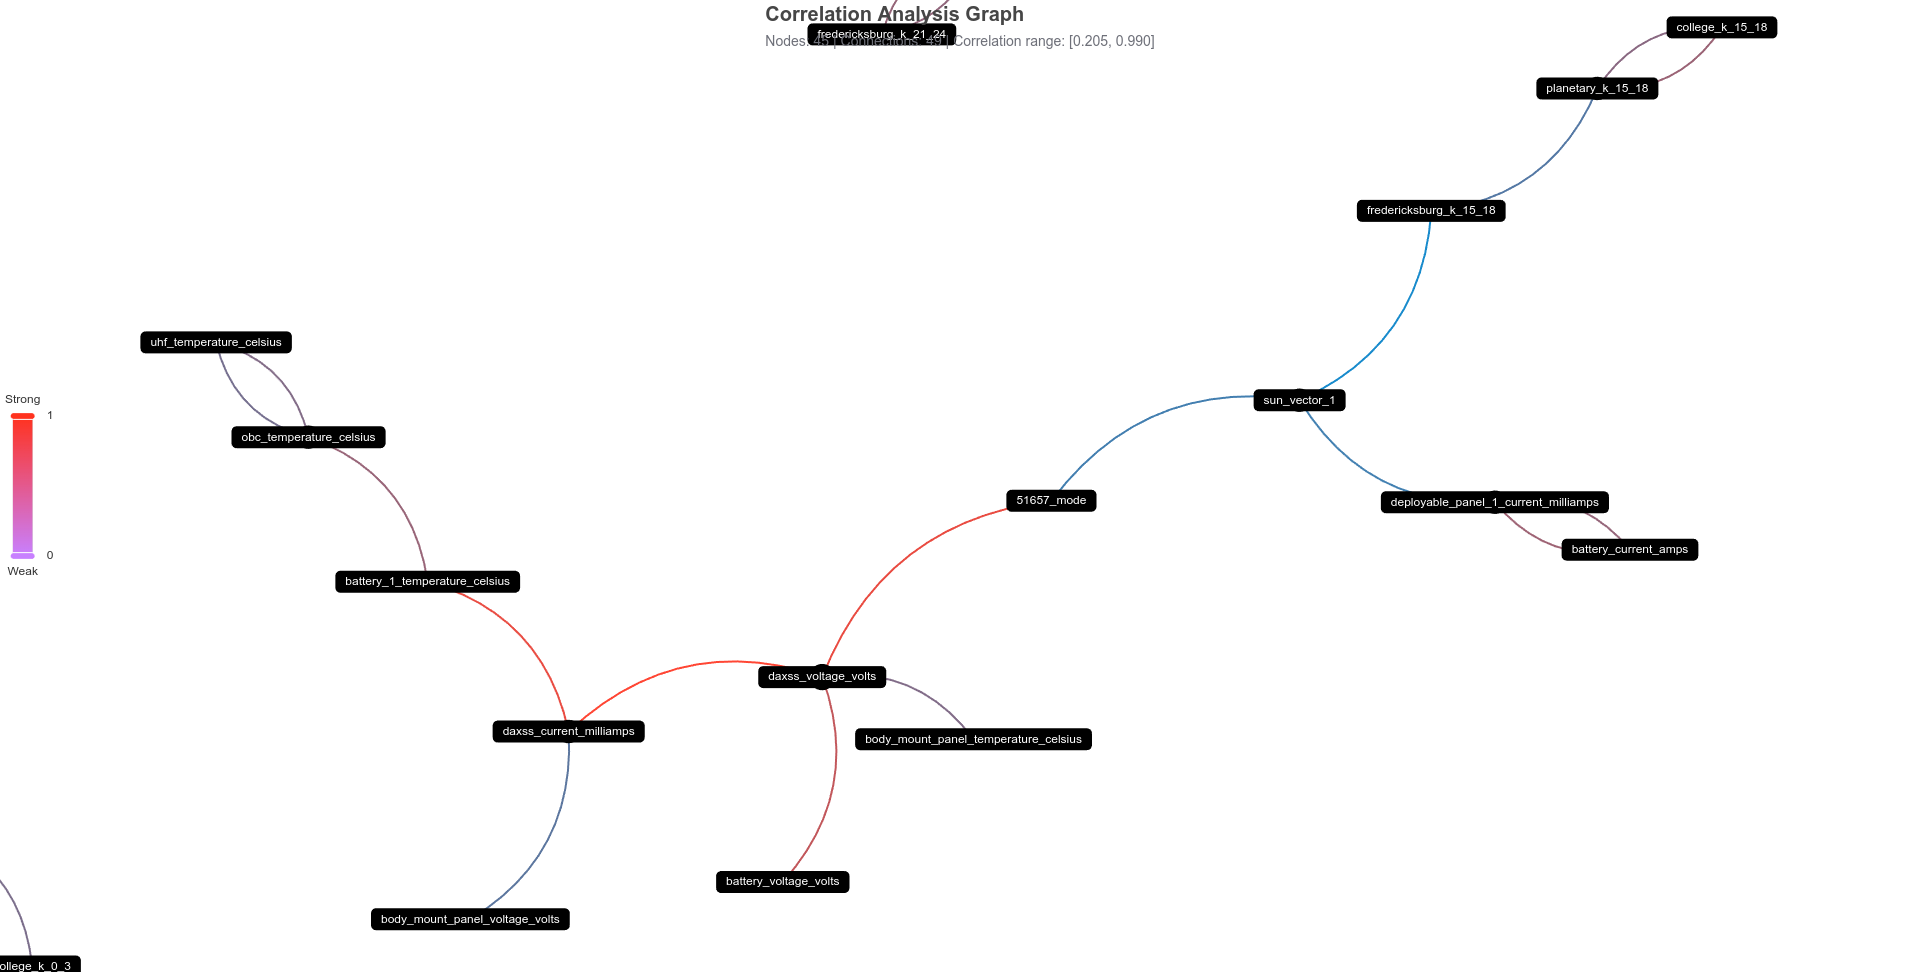 Correlation Analysis Graph
fredericksburg_k_21_24
Nodes: 45 | Connections: 49 | Correlation range: [0.205, 0.990]
college_k_15_18
planetary_k_15_18
fredericksburg_k_15_18
uhf_temperature_celsius
Strong
1
sun_vector_1
obc_temperature_celsius
51657_mode
deployable_panel_1_current_milliamps
battery_current_amps
0
Weak
battery_1_temperature_celsius
daxss_voltage_volts
daxss_current_milliamps
body_mount_panel_temperature_celsius
battery_voltage_volts
body_mount_panel_voltage_volts
ollege_k_0_3